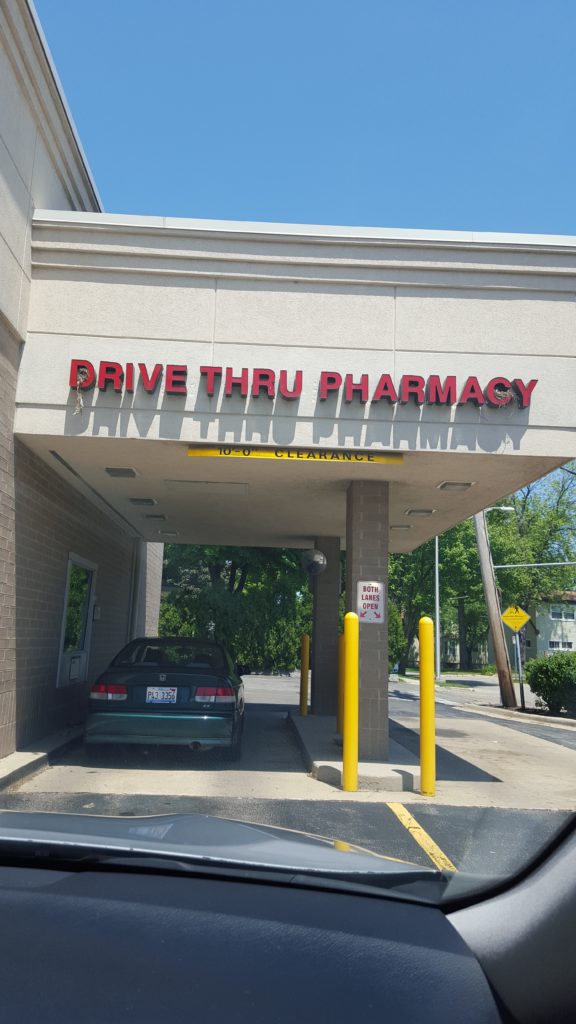 DRIVE THRU PHARMACY
10-0" CLEARANCE
BOTH
LANES
OPEN